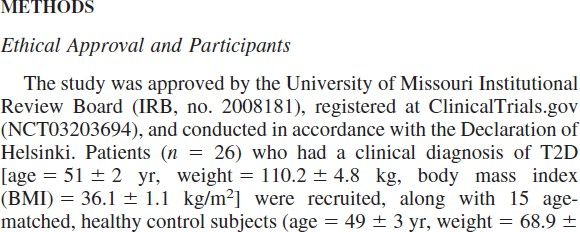 METHODS
Ethical Approval and Participants
The study was approved by the University of Missouri Institutional
Review Board (IRB, no. 2008181), registered at ClinicalTrials.gov
(NCT03203694), and conducted in accordance with the Declaration of
Helsinki. Patients (n = 26) who had a clinical diagnosis of T2D
[age = 51 ± 2 yr, weight = 110.2 ± 4.8 kg, body mass index
(BMI) = 36.1 ± 1.1 kg/m²] were recruited, along with 15 age-
matched, healthy control subjects (age = 49 ± 3 yr, weight = 68.9 ±